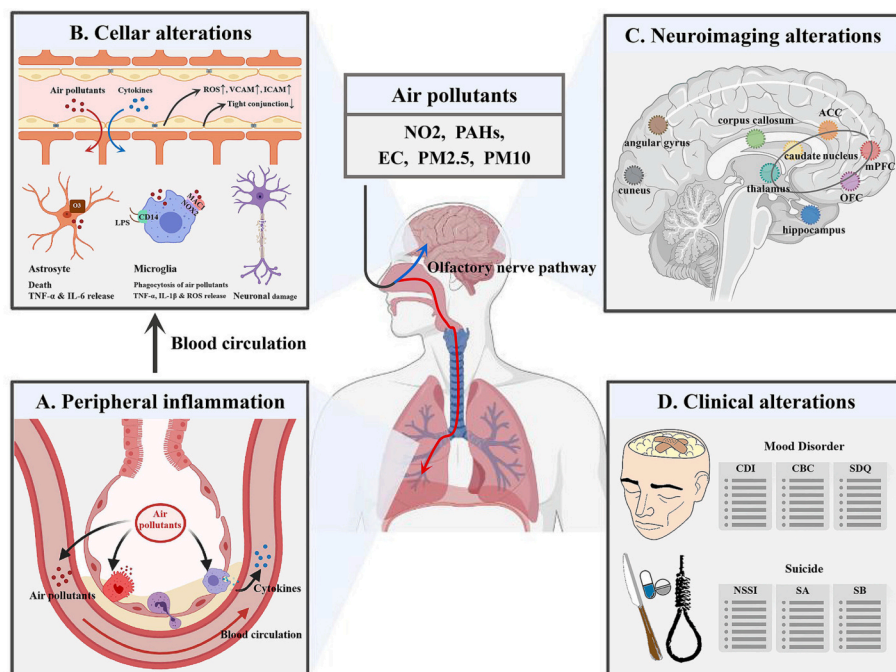 B. Cellar alterations
Air pollutants
Cytokines
ROS↑, VCAM↑, ICAM↑
Tight conjunction↓
O3
LPS
CD14
MAC1
NOX2
Astrosyte
Death
TNF-α & IL-6 release
Microglia
Phagocytosis of air pollutants
TNF-α, IL-1β & ROS release
Neuronal damage
Blood circulation
A. Peripheral inflammation
Air
pollutants
Air pollutants
Cytokines
Blood circulation
Air pollutants
NO2, PAHs,
EC, PM2.5, PM10
Olfactory nerve pathway
C. Neuroimaging alterations
corpus callosum
ACC
angular gyrus
caudate nucleus
mPFC
cuneus
thalamus
OFC
hippocampus
D. Clinical alterations
Mood Disorder
CDI CBC SDQ
Suicide
NSSI SA SB